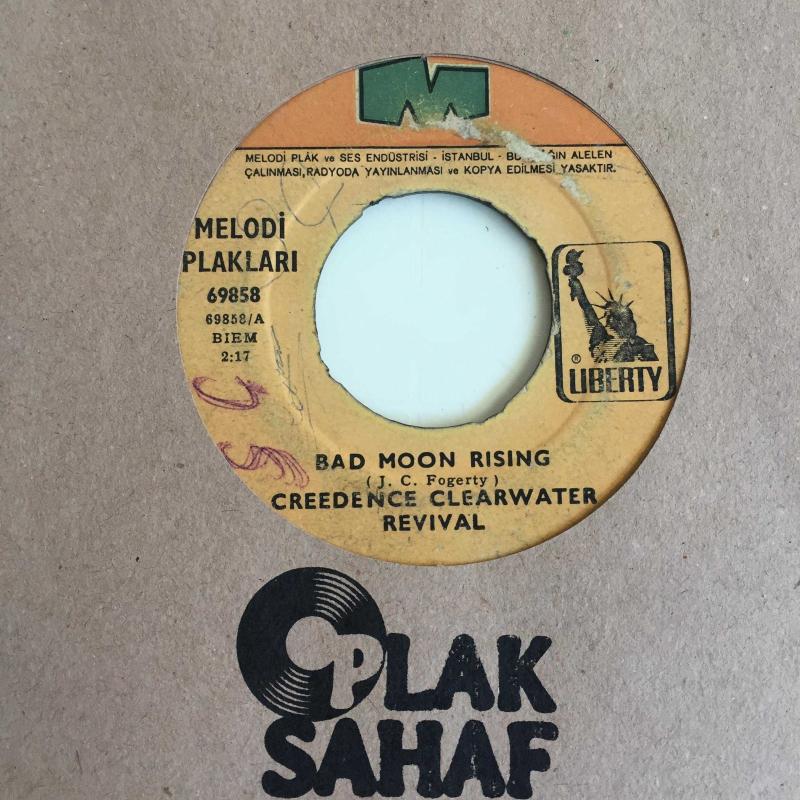 M
MELODİ PLÂK ve SES ENDÜSTRİSİ - İSTANBUL - BU ALELEN
ÇALINMASI, RADYODA YAYINLANMASI ve KOPYA EDİLMESİ YASAKTIR.
MELODİ
PLAKLARI
69858
69858/A
BIEM
2:17
® LIBERTY
BAD MOON RISING
( J. C. Fogerty )
CREEDENCE CLEARWATER
REVIVAL
PLAK
SAHAF